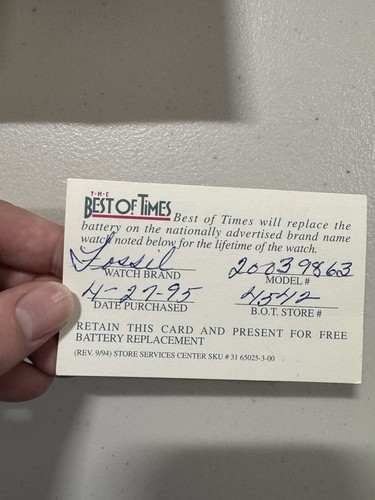 THE
BEST OF TIMES Best of Times will replace the
battery on the nationally advertised brand name
watch noted below for the lifetime of the watch.
Fossil 20039863
WATCH BRAND MODEL #
4-27-95 4542
DATE PURCHASED B.O.T. STORE #
RETAIN THIS CARD AND PRESENT FOR FREE
BATTERY REPLACEMENT
(REV. 9/94) STORE SERVICES CENTER SKU # 31 65025-3-00